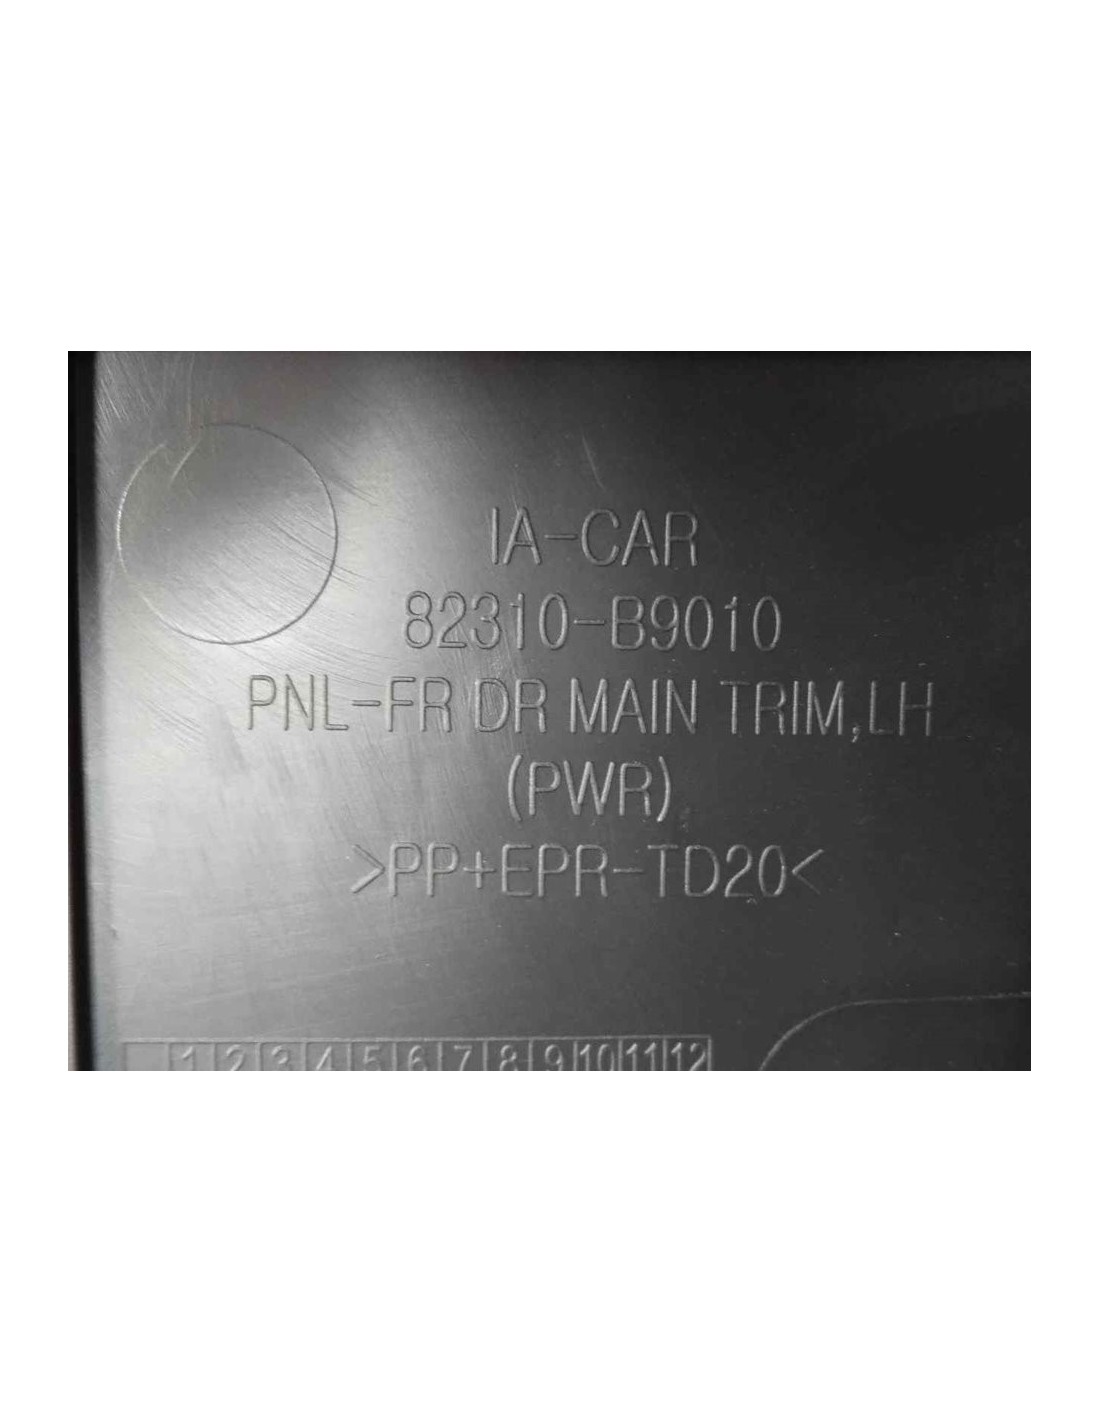 IA-CAR
82310-B9010
PNL-FR DR MAIN TRIM,LH
(PWR)
>PP+EPR-TD20<
1 2 3 4 5 6 7 8 9 10 11 12